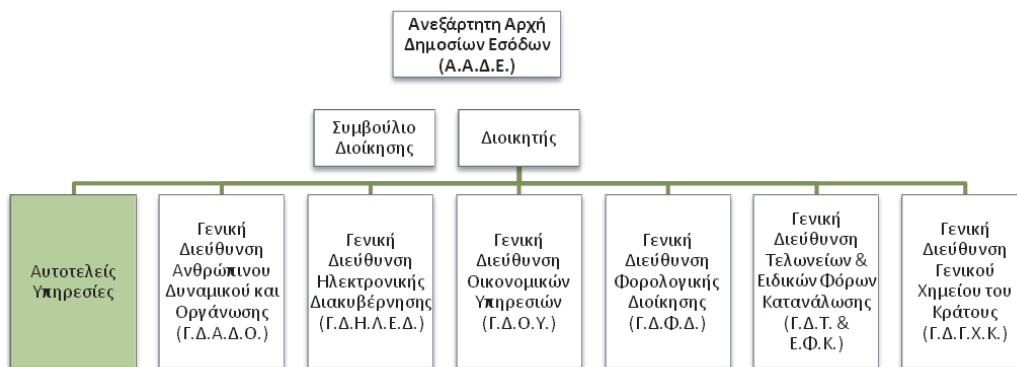 Ανεξάρτητη Αρχή
Δημοσίων Εσόδων
(Α.Α.Δ.Ε.)
Συμβούλιο
Διοίκησης
Διοικητής
Αυτοτελείς
Υπηρεσίες
Γενική
Διεύθυνση
Ανθρώπινου
Δυναμικού και
Οργάνωσης
(Γ.Δ.Α.Δ.Ο.)
Γενική
Διεύθυνση
Ηλεκτρονικής
Διακυβέρνησης
(Γ.Δ.Η.Λ.Ε.Δ.)
Γενική
Διεύθυνση
Οικονομικών
Υπηρεσιών
(Γ.Δ.Ο.Υ.)
Γενική
Διεύθυνση
Φορολογικής
Διοίκησης
(Γ.Δ.Φ.Δ.)
Γενική
Διεύθυνση
Τελωνείων &
Ειδικών Φόρων
Κατανάλωσης
(Γ.Δ.Τ. &
Ε.Φ.Κ.)
Γενική
Διεύθυνση
Γενικού
Χημείου του
Κράτους
(Γ.Δ.Γ.Χ.Κ.)